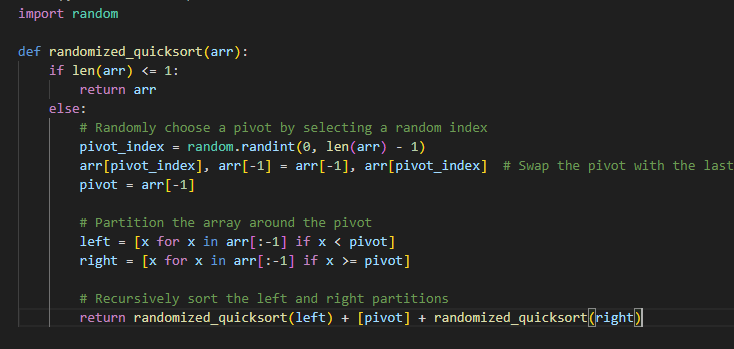 import random
def randomized_quicksort(arr):
    if len(arr) <= 1:
        return arr
    else:
        # Randomly choose a pivot by selecting a random index
        pivot_index = random.randint(0, len(arr) - 1)
        arr[pivot_index], arr[-1] = arr[-1], arr[pivot_index]  # Swap the pivot with the last
        pivot = arr[-1]
        # Partition the array around the pivot
        left = [x for x in arr[:-1] if x < pivot]
        right = [x for x in arr[:-1] if x >= pivot]
        # Recursively sort the left and right partitions
        return randomized_quicksort(left) + [pivot] + randomized_quicksort(right)